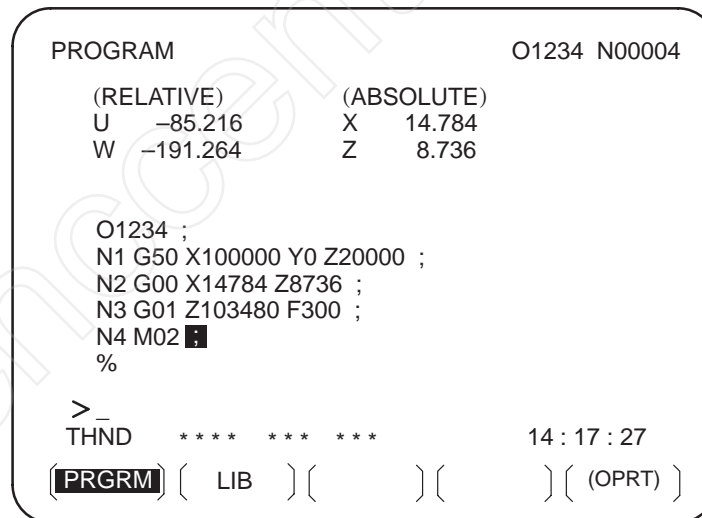 PROGRAM O1234 N00004
(RELATIVE) (ABSOLUTE)
U –85.216 X 14.784
W –191.264 Z 8.736
O1234 ;
N1 G50 X100000 Y0 Z20000 ;
N2 G00 X14784 Z8736 ;
N3 G01 Z103480 F300 ;
N4 M02 ;
%
>_
THND * * * * * * * * * * 14 : 17 : 27
[PRGRM] [ LIB ] [ ] [ ] [ (OPRT) ]